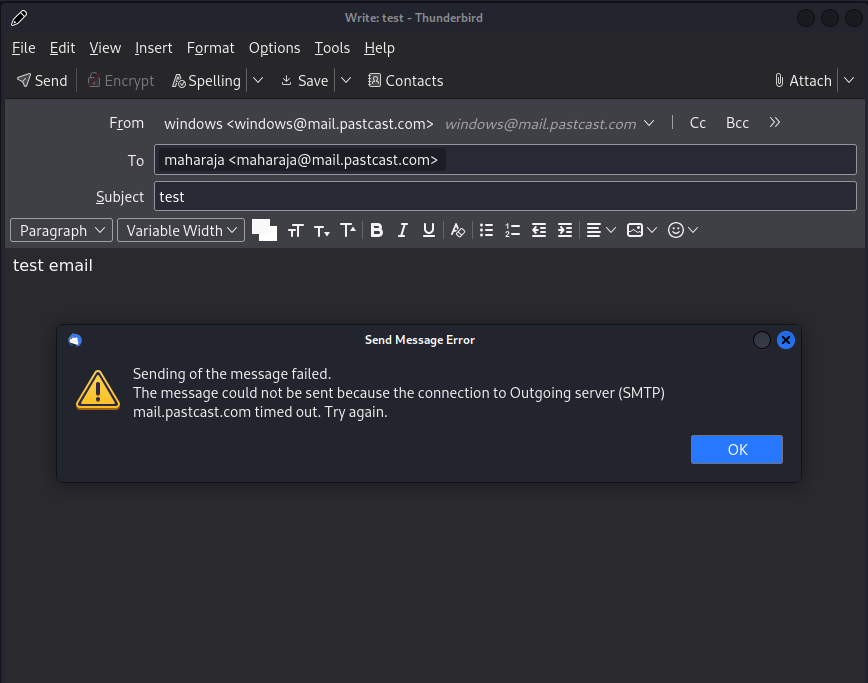 Write: test - Thunderbird
File Edit View Insert Format Options Tools Help
Send Encrypt Spelling Save Contacts Attach
From windows <windows@mail.pastcast.com> windows@mail.pastcast.com Cc Bcc
To maharaja <maharaja@mail.pastcast.com>
Subject test
Paragraph Variable Width
test email
Send Message Error
Sending of the message failed.
The message could not be sent because the connection to Outgoing server (SMTP)
mail.pastcast.com timed out. Try again.
OK